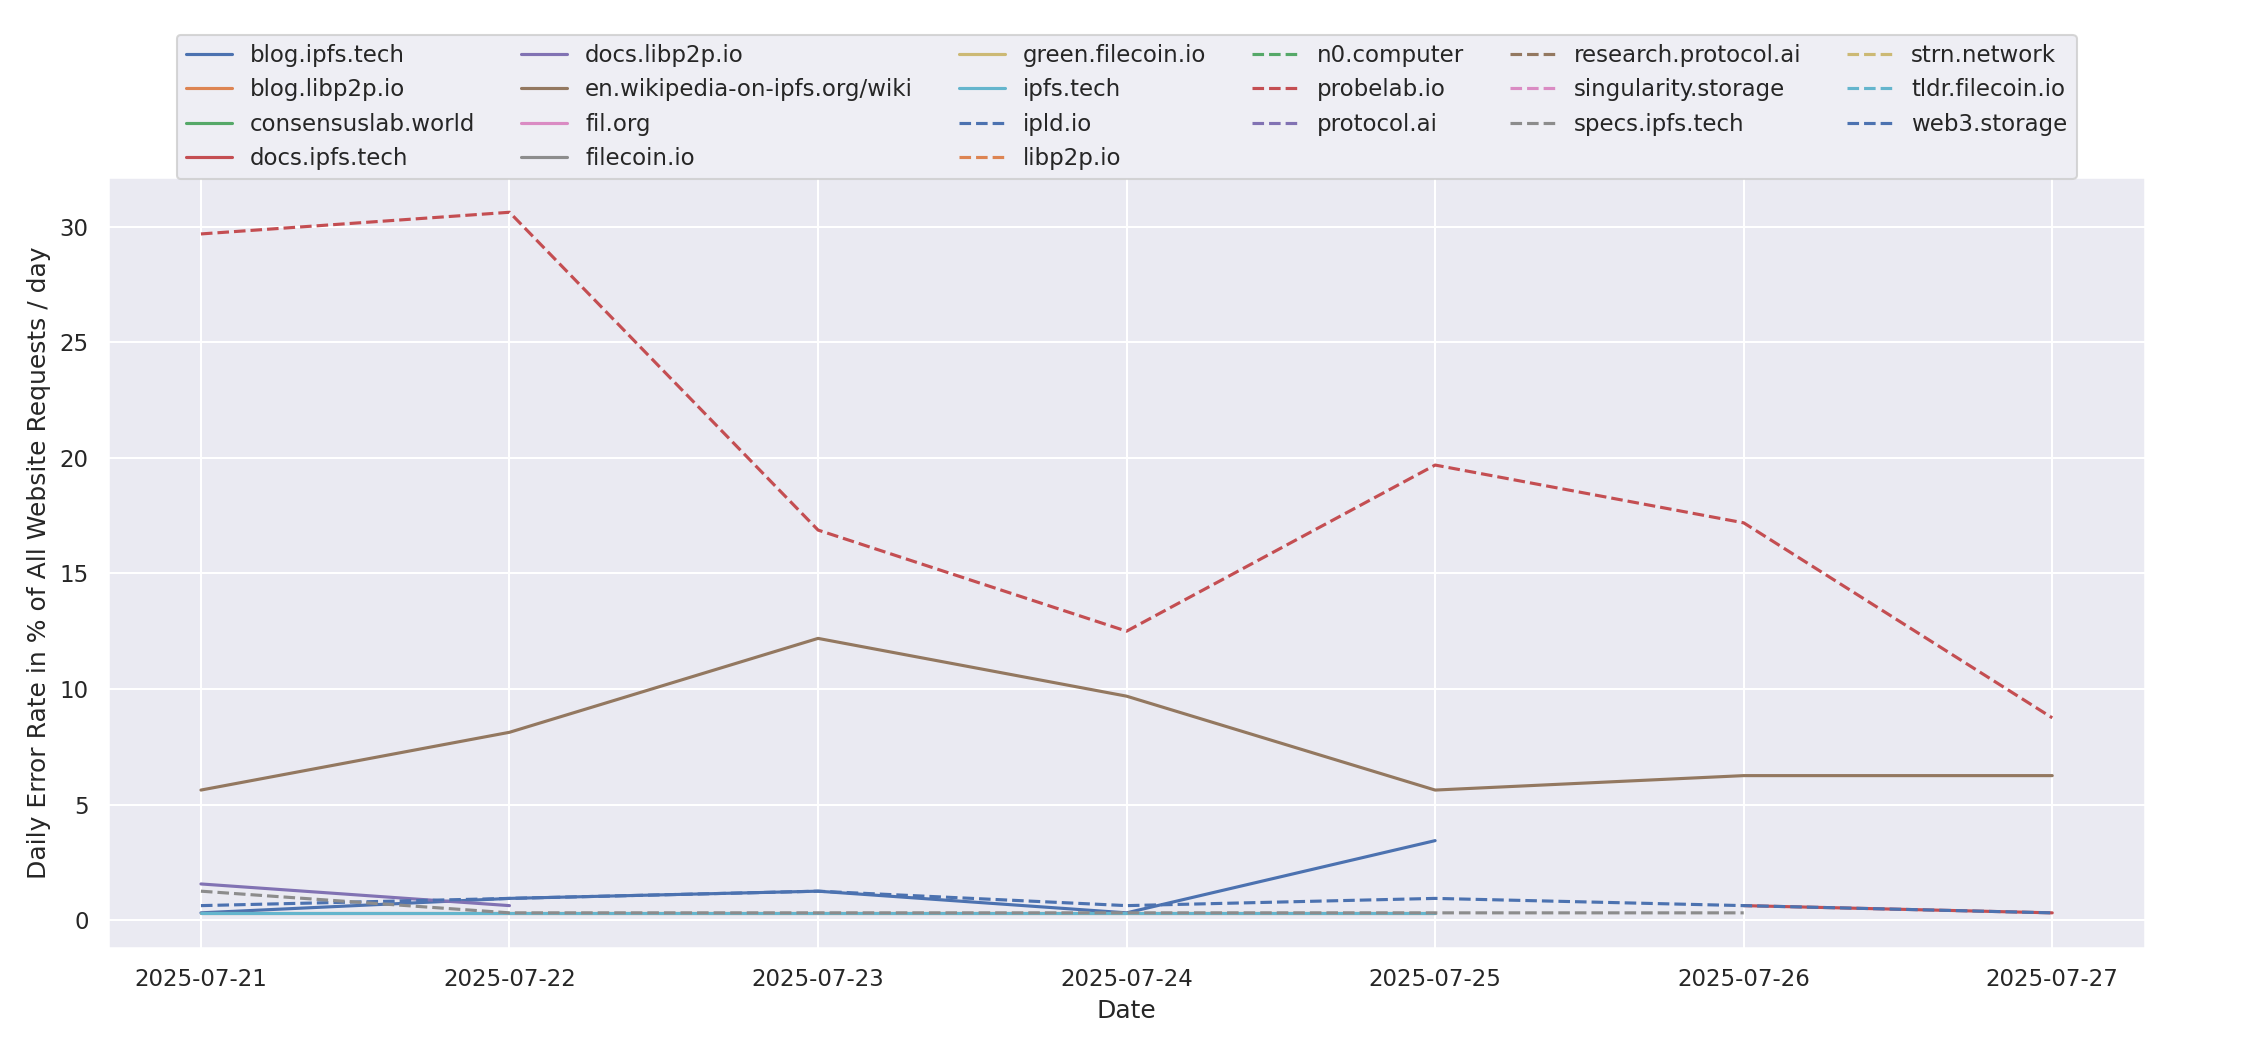 blog.ipfs.tech
blog.libp2p.io
consensuslab.world
docs.ipfs.tech
docs.libp2p.io
en.wikipedia-on-ipfs.org/wiki
fil.org
filecoin.io
green.filecoin.io
ipfs.tech
ipld.io
libp2p.io
n0.computer
probelab.io
protocol.ai
research.protocol.ai
singularity.storage
specs.ipfs.tech
strn.network
tldr.filecoin.io
web3.storage
Daily Error Rate in % of All Website Requests / day
30
25
20
15
10
5
0
2025-07-21 2025-07-22 2025-07-23 2025-07-24 2025-07-25 2025-07-26 2025-07-27
Date